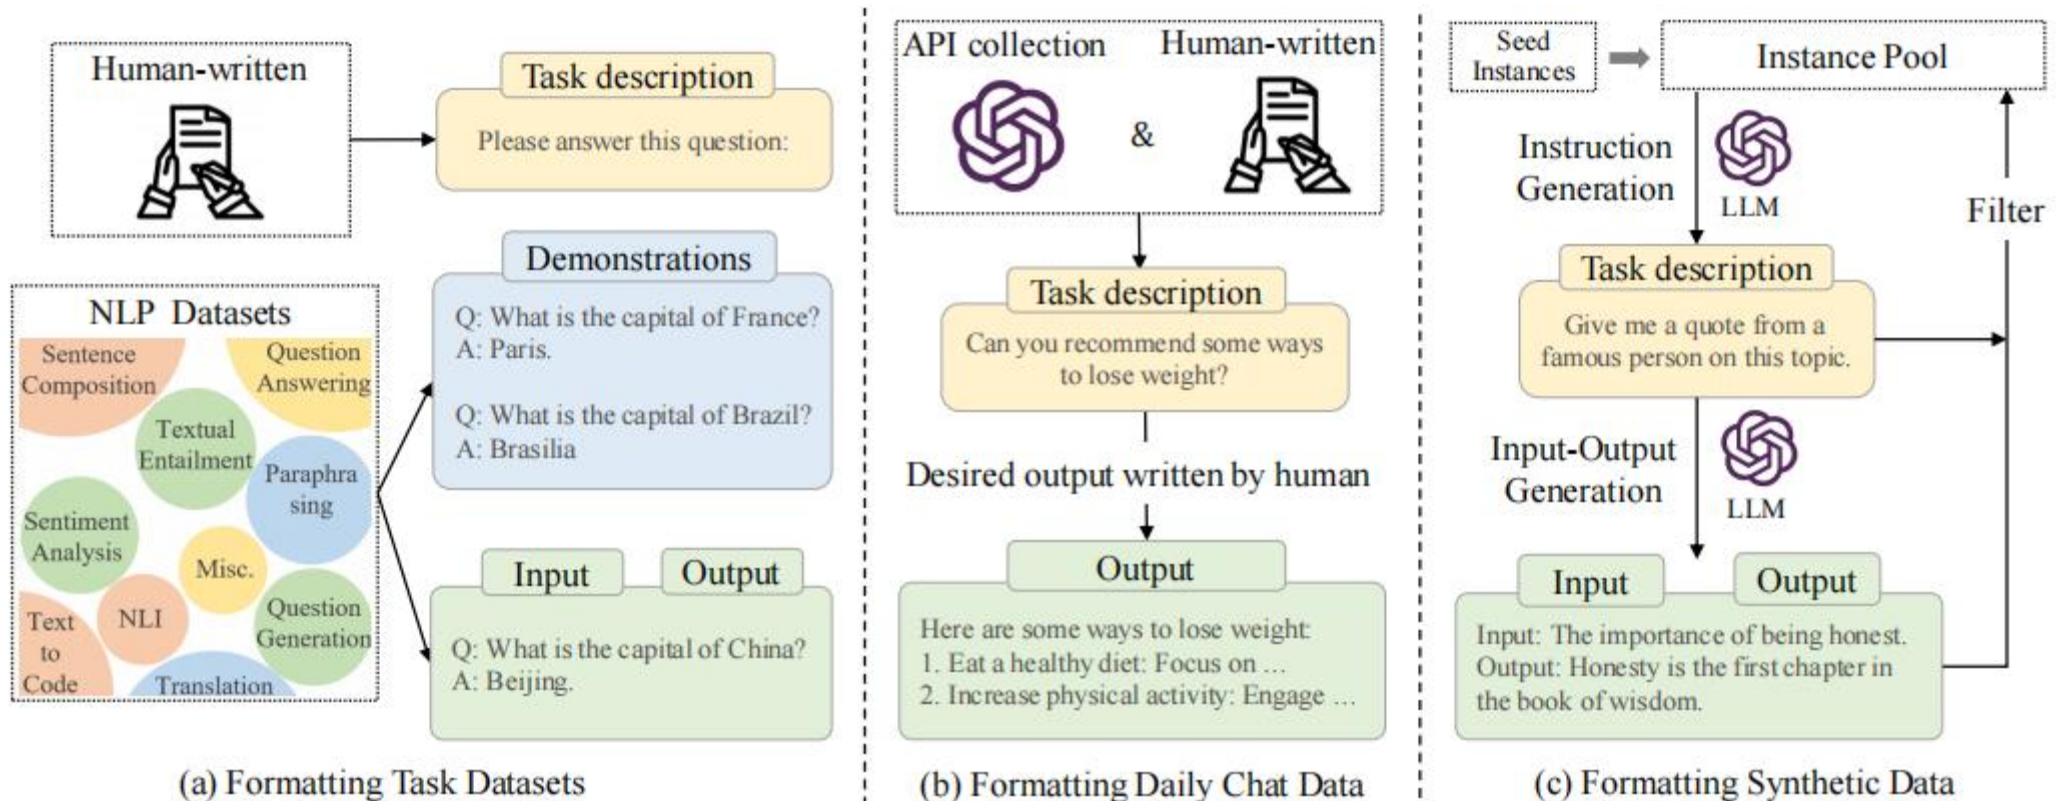 Human-written
Task description
Please answer this question:
NLP Datasets
Sentence
Composition
Question
Answering
Textual
Entailment
Paraphra
sing
Sentiment
Analysis
Misc.
Text
to
Code
NLI
Question
Generation
Translation
Demonstrations
Q: What is the capital of France?
A: Paris.
Q: What is the capital of Brazil?
A: Brasilia
Input
Output
Q: What is the capital of China?
A: Beijing.
(a) Formatting Task Datasets
API collection
&
Human-written
Task description
Can you recommend some ways
to lose weight?
Desired output written by human
Output
Here are some ways to lose weight:
1. Eat a healthy diet: Focus on ...
2. Increase physical activity: Engage ...
(b) Formatting Daily Chat Data
Seed
Instances
Instance Pool
Instruction
Generation
LLM
Filter
Task description
Give me a quote from a
famous person on this topic.
Input-Output
Generation
LLM
Input
Output
Input: The importance of being honest.
Output: Honesty is the first chapter in
the book of wisdom.
(c) Formatting Synthetic Data